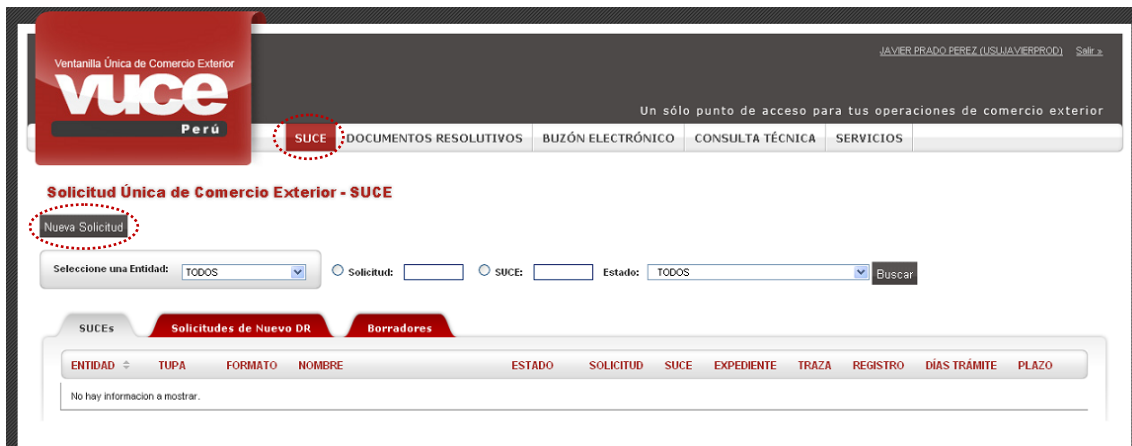 JAVIER PRADO PEREZ (USUJAVIERPROD) Salir »
Ventanilla Única de Comercio Exterior
vuce
Perú
Un sólo punto de acceso para tus operaciones de comercio exterior
SUCE DOCUMENTOS RESOLUTIVOS BUZÓN ELECTRÓNICO CONSULTA TÉCNICA SERVICIOS
Solicitud Única de Comercio Exterior - SUCE
Nueva Solicitud
Seleccione una Entidad: TODOS Solicitud: SUCE: Estado: TODOS Buscar
SUCEs Solicitudes de Nuevo DR Borradores
ENTIDAD TUPA FORMATO NOMBRE ESTADO SOLICITUD SUCE EXPEDIENTE TRAZA REGISTRO DÍAS TRÁMITE PLAZO
No hay informacion a mostrar.